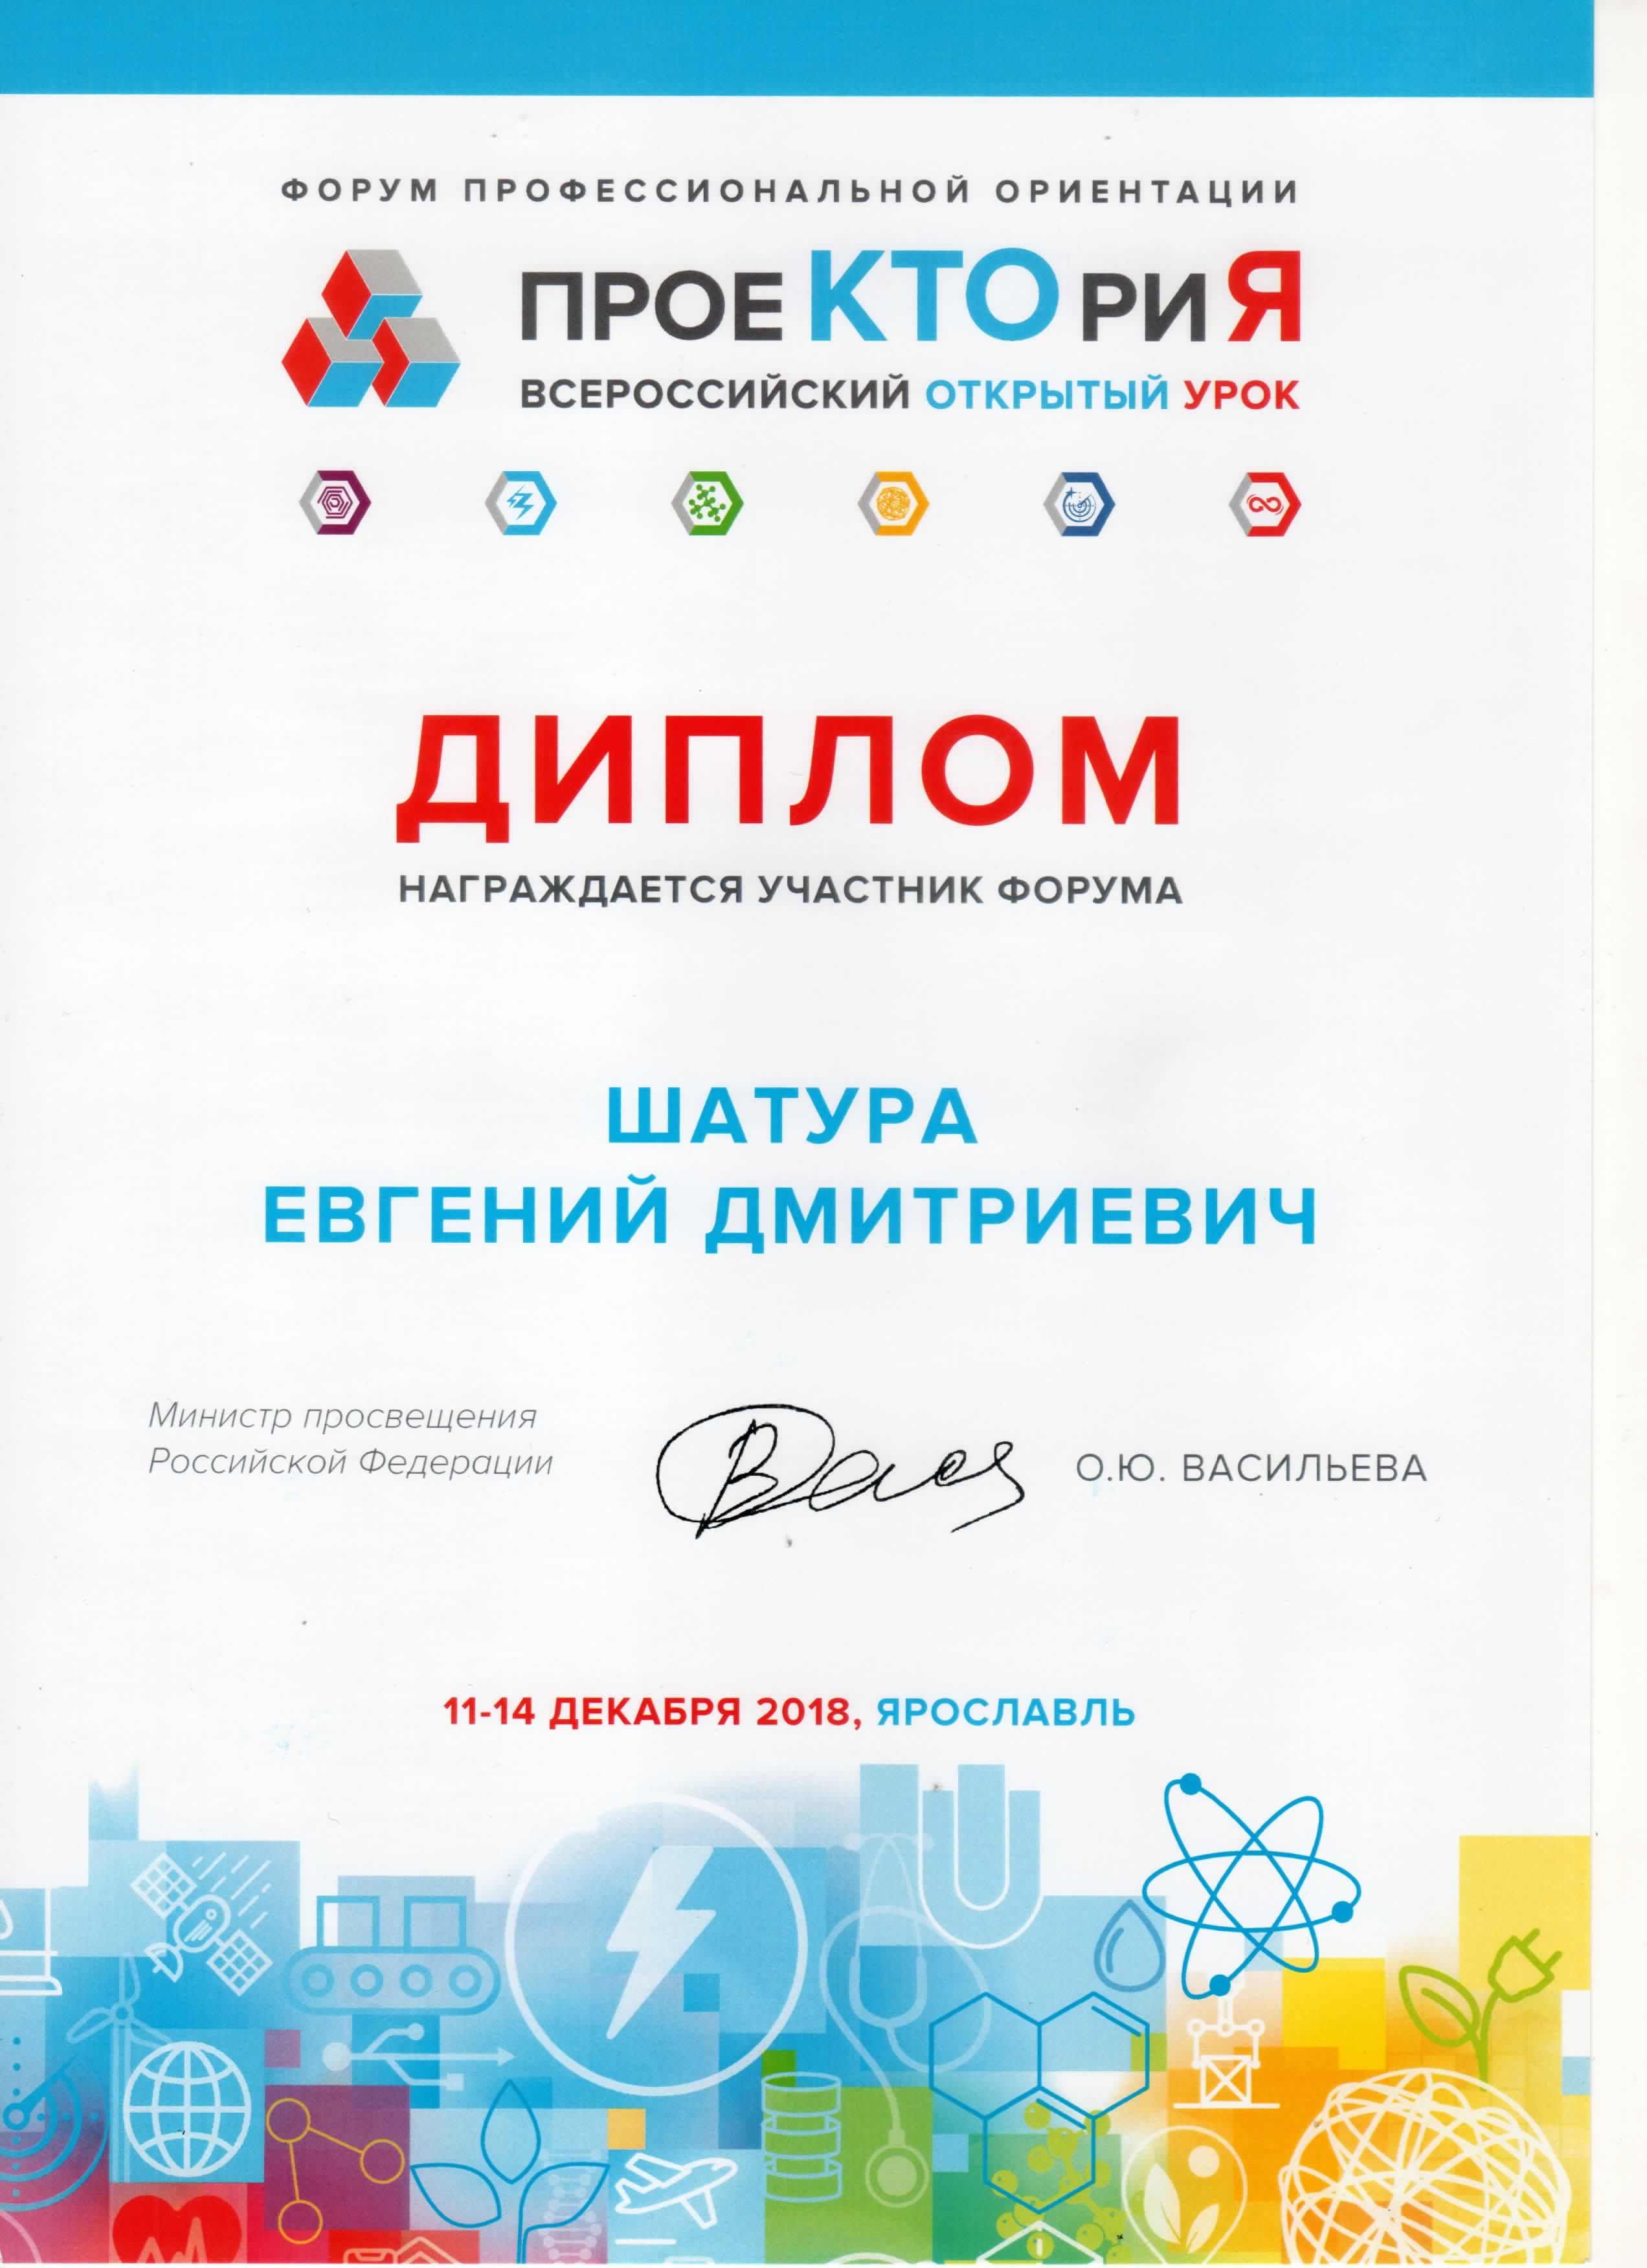 ФОРУМ ПРОФЕССИОНАЛЬНОЙ ОРИЕНТАЦИИ
ПРОЕКТОРИЯ
ВСЕРОССИЙСКИЙ ОТКРЫТЫЙ УРОК
ДИПЛОМ
НАГРАЖДАЕТСЯ УЧАСТНИК ФОРУМА
ШАТУРА
ЕВГЕНИЙ ДМИТРИЕВИЧ
Министр просвещения
Российской Федерации
О.Ю. ВАСИЛЬЕВА
11-14 ДЕКАБРЯ 2018, ЯРОСЛАВЛЬ